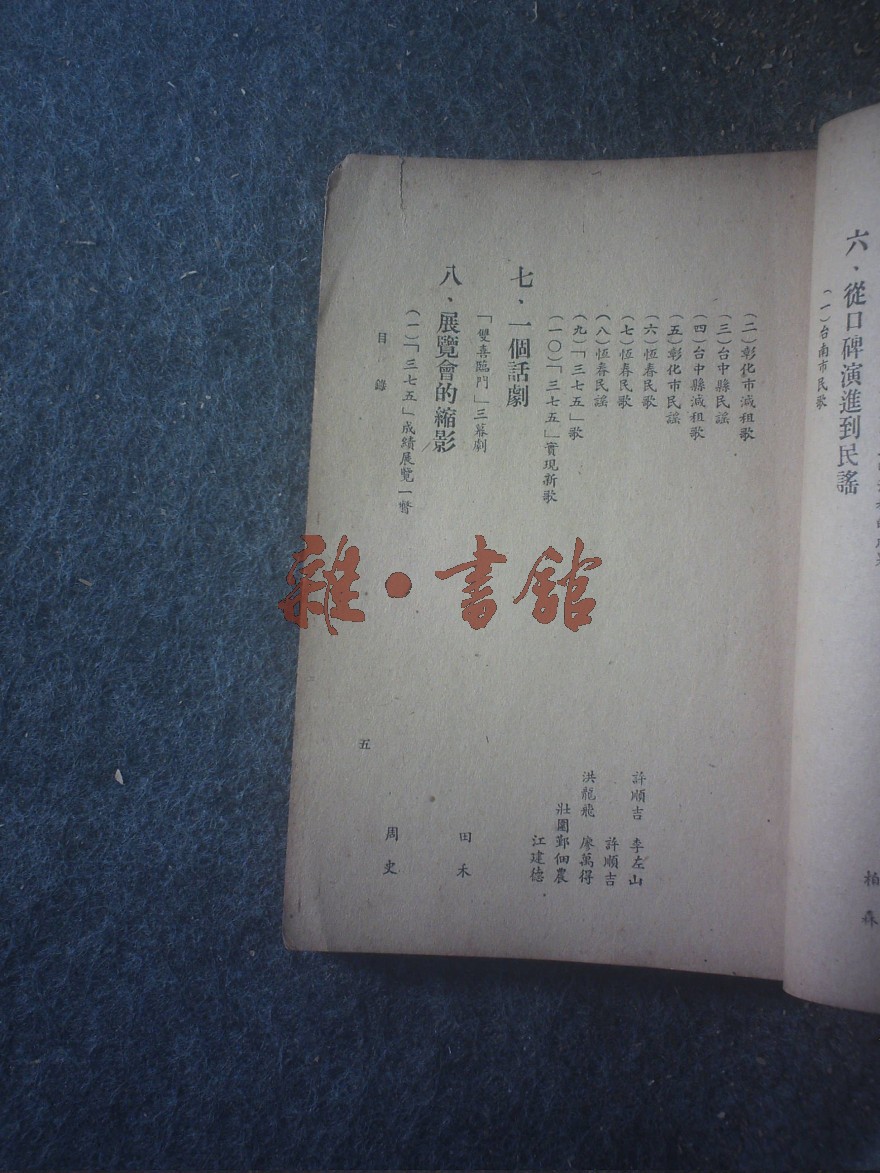 六、從口碑演進到民謠
(一)台南市民歌
柏森
(二)彰化市減租歌
(三)台中縣民謠
(四)台中縣減租歌
(五)彰化市民謠
(六)恆春民歌 許順吉 李左山
(七)恆春民歌 許順吉
(八)恆春民謠 洪龍飛 廖萬得
(九)「三七五」歌 壯圍鄉佃農
(一〇)「三七五」實現新歌 江建德
七、一個話劇
「雙喜臨門」三幕劇 田禾
八、展覽會的縮影
(一)「三七五」成績展覽一瞥 周史
目錄
五
雜·書館